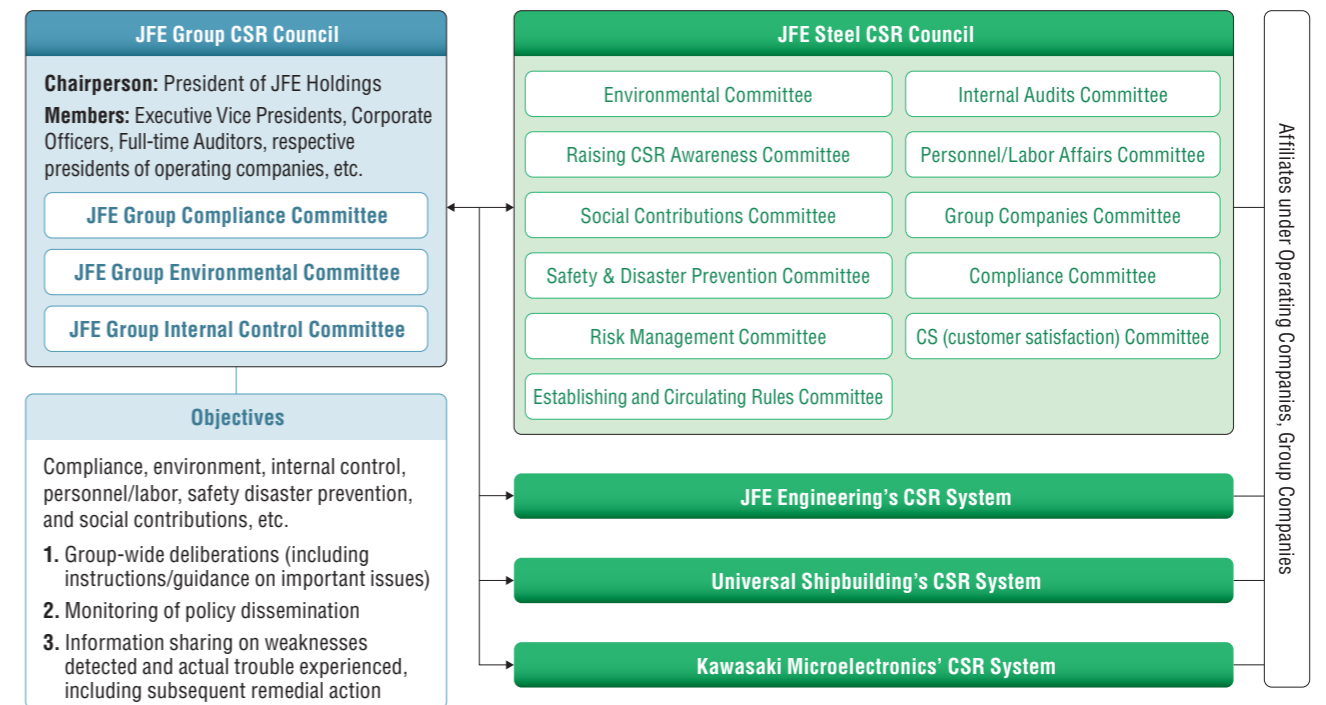 JFE Group CSR Council
Chairperson: President of JFE Holdings
Members: Executive Vice Presidents, Corporate
Officers, Full-time Auditors, respective
presidents of operating companies, etc.
JFE Group Compliance Committee
JFE Group Environmental Committee
JFE Group Internal Control Committee
Objectives
Compliance, environment, internal control,
personnel/labor, safety disaster prevention,
and social contributions, etc.
1. Group-wide deliberations (including
instructions/guidance on important issues)
2. Monitoring of policy dissemination
3. Information sharing on weaknesses
detected and actual trouble experienced,
including subsequent remedial action
JFE Steel CSR Council
Environmental Committee
Internal Audits Committee
Raising CSR Awareness Committee
Personnel/Labor Affairs Committee
Social Contributions Committee
Group Companies Committee
Safety & Disaster Prevention Committee
Compliance Committee
Risk Management Committee
CS (customer satisfaction) Committee
Establishing and Circulating Rules Committee
JFE Engineering's CSR System
Universal Shipbuilding's CSR System
Kawasaki Microelectronics' CSR System
Affiliates under Operating Companies, Group Companies